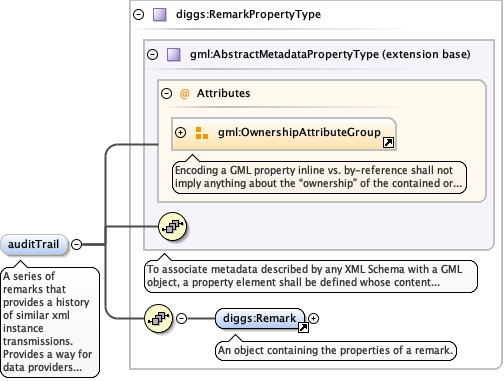 diggs:RemarkPropertyType
gml:AbstractMetadataPropertyType (extension base)
@ Attributes
gml:OwnershipAttributeGroup
Encoding a GML property inline vs. by-reference shall not
imply anything about the “ownership” of the contained or...
auditTrail
A series of
remarks that
provides a history
of similar xml
instance
transmissions.
Provides a way for
data providers...
To associate metadata described by any XML Schema with a GML
object, a property element shall be defined whose content...
diggs:Remark
An object containing the properties of a remark.